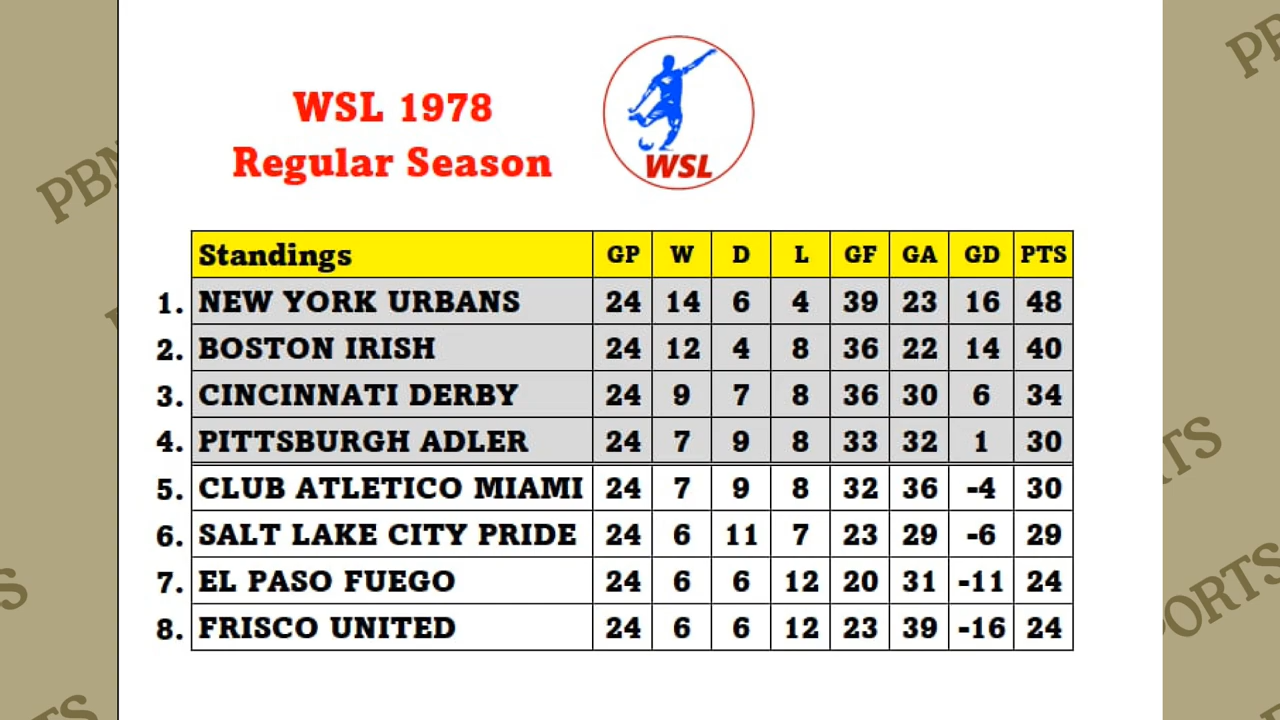 WSL 1978
Regular Season
WSL
Standings GP W D L GF GA GD PTS
1. NEW YORK URBANS 24 14 6 4 39 23 16 48
2. BOSTON IRISH 24 12 4 8 36 22 14 40
3. CINCINNATI DERBY 24 9 7 8 36 30 6 34
4. PITTSBURGH ADLER 24 7 9 8 33 32 1 30
5. CLUB ATLETICO MIAMI 24 7 9 8 32 36 -4 30
6. SALT LAKE CITY PRIDE 24 6 11 7 23 29 -6 29
7. EL PASO FUEGO 24 6 6 12 20 31 -11 24
8. FRISCO UNITED 24 6 6 12 23 39 -16 24